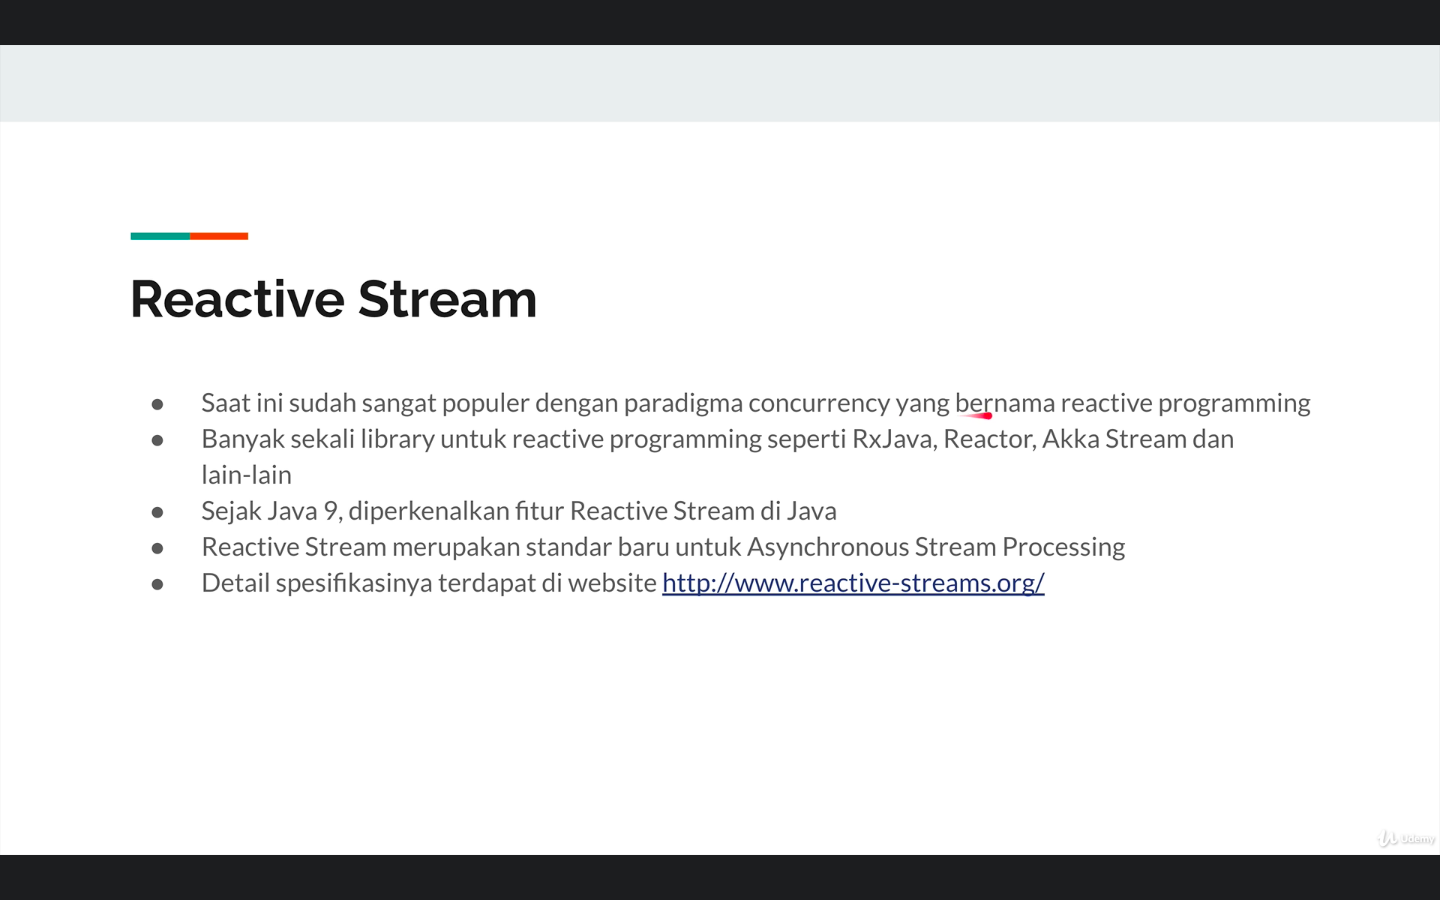 Reactive Stream
● Saat ini sudah sangat populer dengan paradigma concurrency yang bernama reactive programming
● Banyak sekali library untuk reactive programming seperti RxJava, Reactor, Akka Stream dan
lain-lain
● Sejak Java 9, diperkenalkan fitur Reactive Stream di Java
● Reactive Stream merupakan standar baru untuk Asynchronous Stream Processing
● Detail spesifikasinya terdapat di website http://www.reactive-streams.org/
Udemy